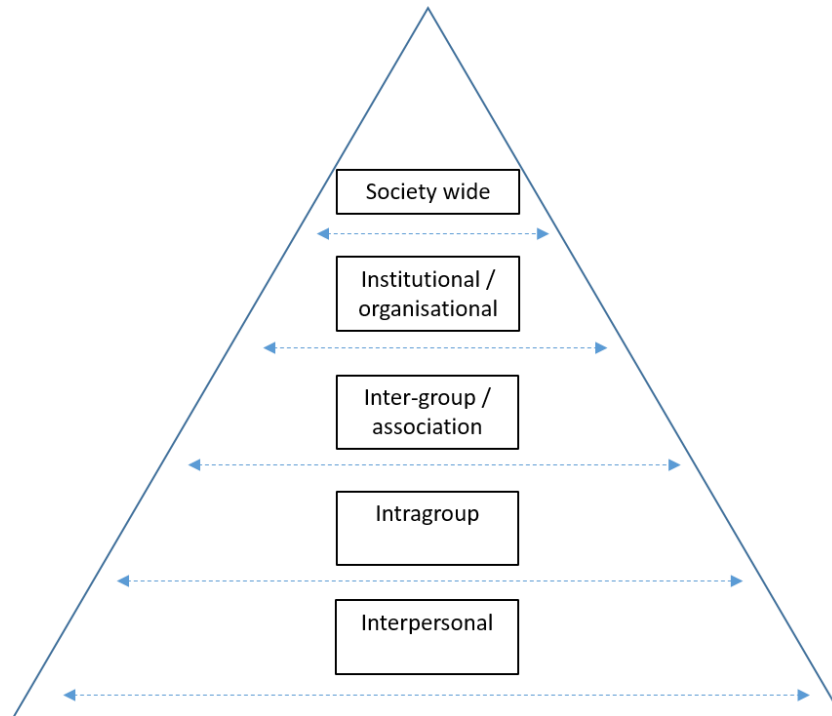 Society wide
Institutional /
organisational
Inter-group /
association
Intragroup
Interpersonal